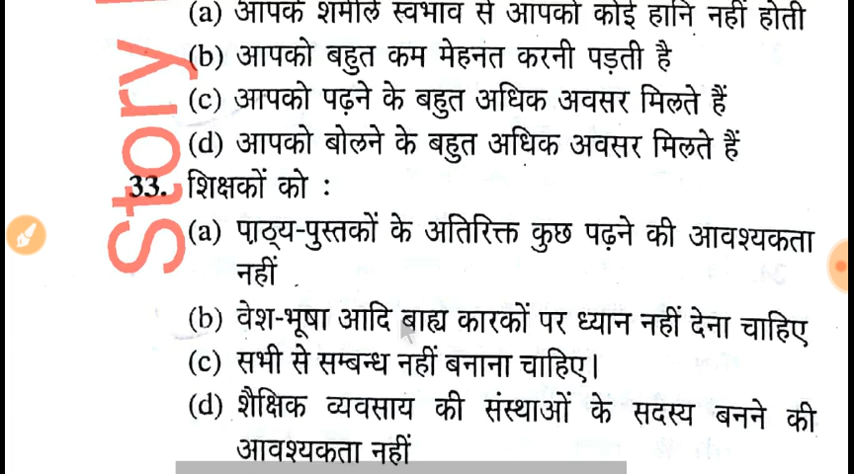 (a) आपके शर्मीले स्वभाव से आपको कोई हानि नहीं होती
(b) आपको बहुत कम मेहनत करनी पड़ती है
(c) आपको पढ़ने के बहुत अधिक अवसर मिलते हैं
(d) आपको बोलने के बहुत अधिक अवसर मिलते हैं
33. शिक्षकों को :
(a) पाठ्य-पुस्तकों के अतिरिक्त कुछ पढ़ने की आवश्यकता
नहीं
(b) वेश-भूषा आदि बाह्य कारकों पर ध्यान नहीं देना चाहिए
(c) सभी से सम्बन्ध नहीं बनाना चाहिए।
(d) शैक्षिक व्यवसाय की संस्थाओं के सदस्य बनने की
आवश्यकता नहीं
Story